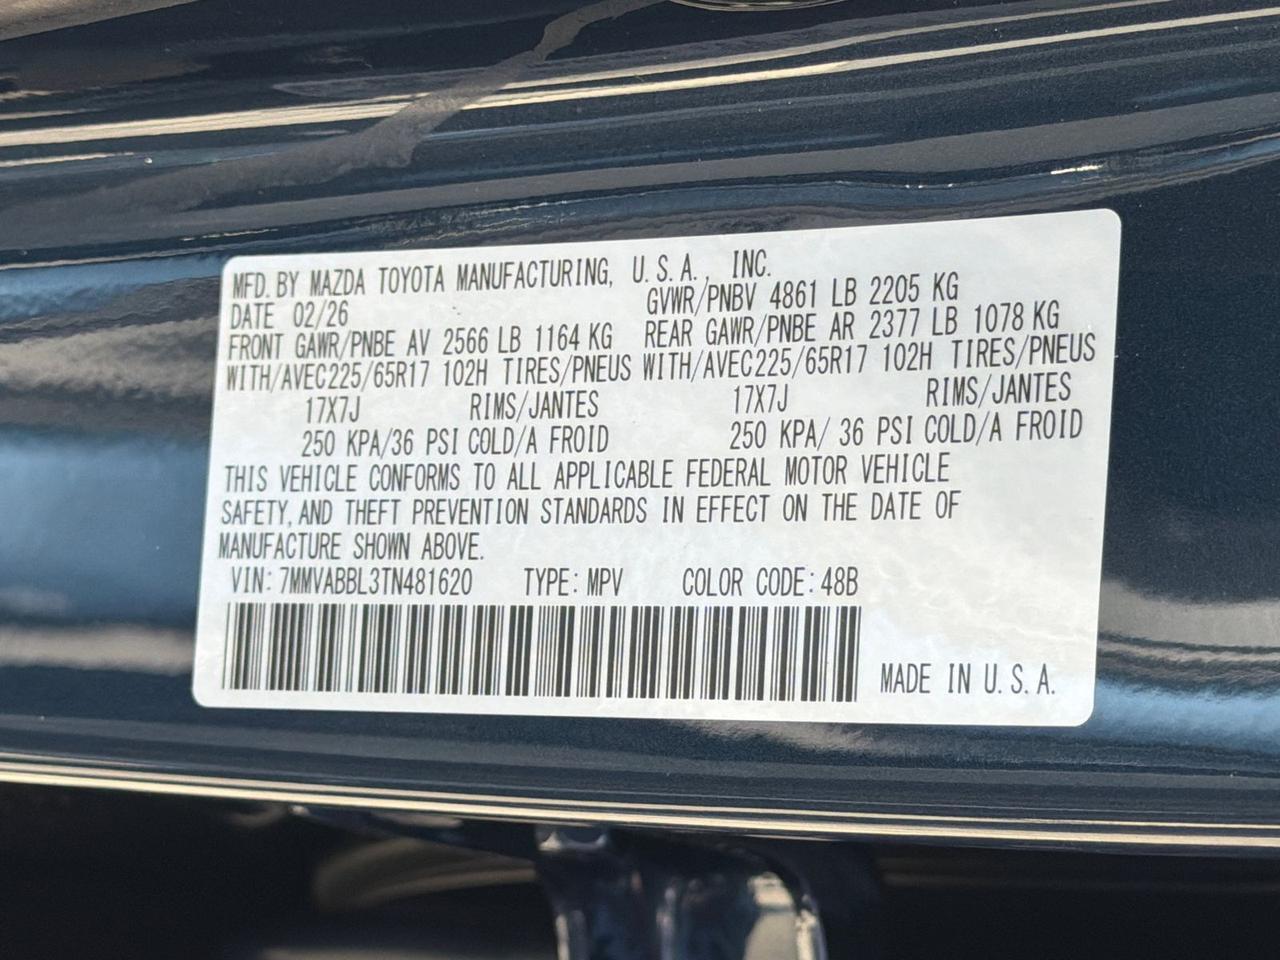 MFD. BY MAZDA TOYOTA MANUFACTURING, U.S.A., INC.
DATE 02/26 GVWR/PNBV 4861 LB 2205 KG
FRONT GAWR/PNBE AV 2566 LB 1164 KG REAR GAWR/PNBE AR 2377 LB 1078 KG
WITH/AVEC225/65R17 102H TIRES/PNEUS WITH/AVEC225/65R17 102H TIRES/PNEUS
17X7J RIMS/JANTES 17X7J RIMS/JANTES
250 KPA/36 PSI COLD/A FROID 250 KPA/ 36 PSI COLD/A FROID
THIS VEHICLE CONFORMS TO ALL APPLICABLE FEDERAL MOTOR VEHICLE
SAFETY, AND THEFT PREVENTION STANDARDS IN EFFECT ON THE DATE OF
MANUFACTURE SHOWN ABOVE.
VIN: 7MMVABBL3TN481620 TYPE: MPV COLOR CODE: 48B
MADE IN U.S.A.